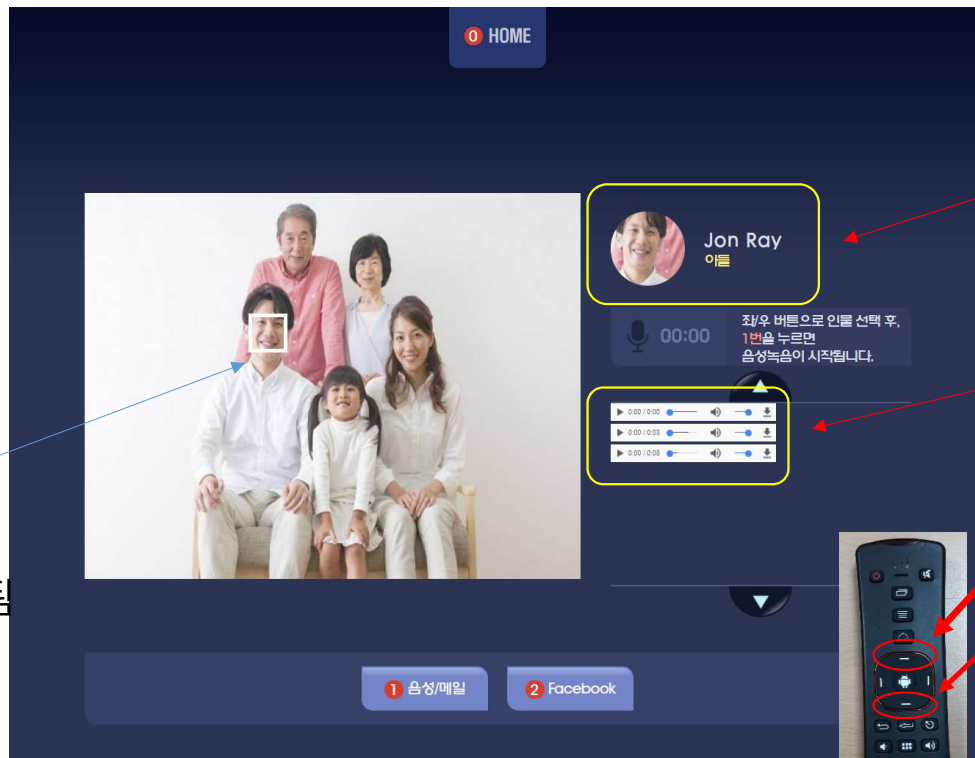 0 HOME
Jon Ray
아들
00:00
좌/우 버튼으로 인물 선택 후,
1번을 누르면
음성녹음이 시작됩니다.
0:00 / 0:00
0:00 / 0:03
0:00 / 0:08
1 음성/메일
2 Facebook